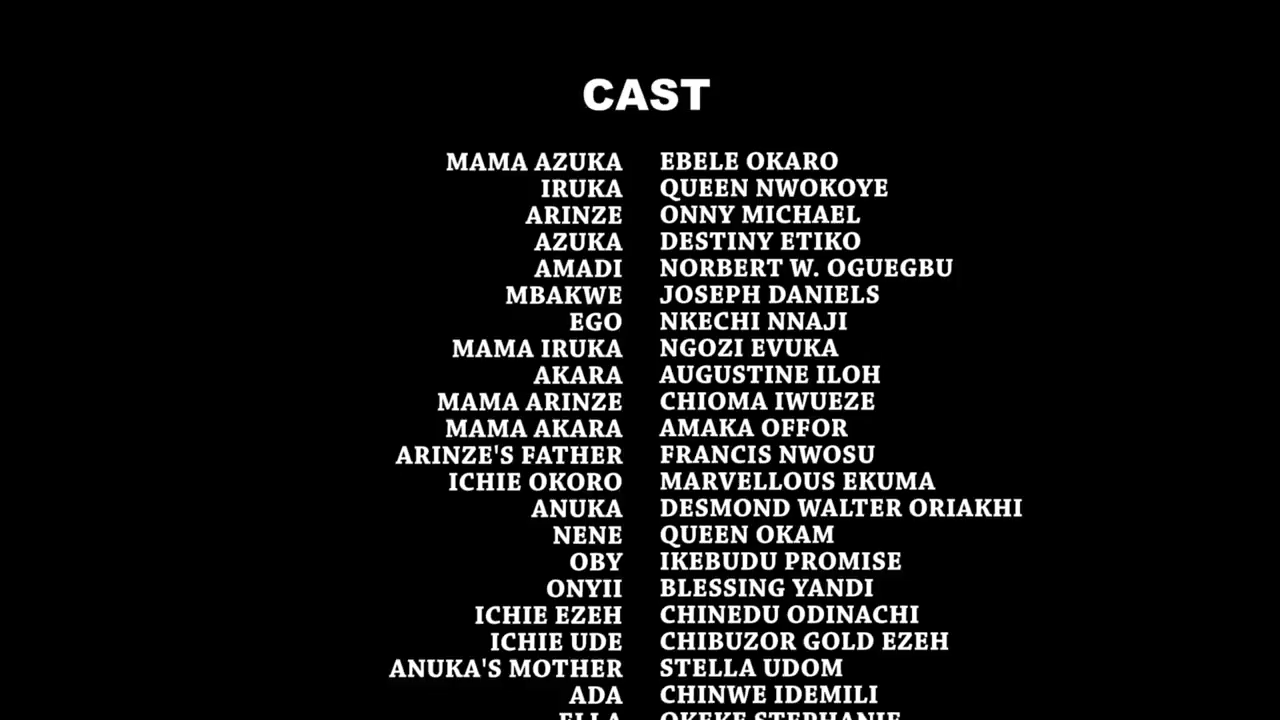 CAST
MAMA AZUKA EBELE OKARO
IRUKA QUEEN NWOKOYE
ARINZE ONNY MICHAEL
AZUKA DESTINY ETIKO
AMADI NORBERT W. OGUEGBU
MBAKWE JOSEPH DANIELS
EGO NKECHI NNAJI
MAMA IRUKA NGOZI EVUKA
AKARA AUGUSTINE ILOH
MAMA ARINZE CHIOMA IWUEZE
MAMA AKARA AMAKA OFFOR
ARINZE'S FATHER FRANCIS NWOSU
ICHIE OKORO MARVELLOUS EKUMA
ANUKA DESMOND WALTER ORIAKHI
NENE QUEEN OKAM
OBY IKEBUDU PROMISE
ONYII BLESSING YANDI
ICHIE EZEH CHINEDU ODINACHI
ICHIE UDE CHIBUZOR GOLD EZEH
ANUKA'S MOTHER STELLA UDOM
ADA CHINWE IDEMILI
ELLA OKEKE STEPHANIE